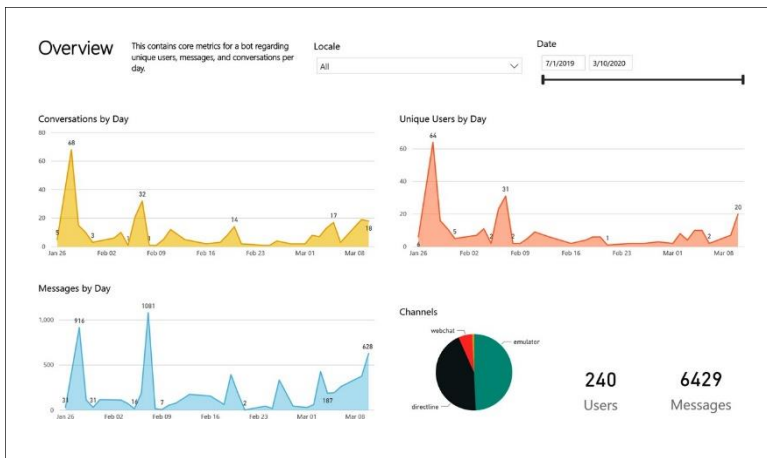 Overview
This contains core metrics for a bot regarding
unique users, messages, and conversations per
day.
Locale
All
Date
7/1/2019
3/10/2020
Conversations by Day
80
60
40
20
0
5
68
3
1
32
1
14
17
18
Jan 26
Feb 02
Feb 09
Feb 16
Feb 23
Mar 01
Mar 08
Unique Users by Day
60
40
20
0
6
64
5
2
31
2
1
2
20
Jan 26
Feb 02
Feb 09
Feb 16
Feb 23
Mar 01
Mar 08
Messages by Day
1,000
500
0
916
14
1081
7
2
187
628
Jan 26
Feb 02
Feb 09
Feb 16
Feb 23
Mar 01
Mar 08
Channels
webchat
emulator
directline
240
Users
6429
Messages